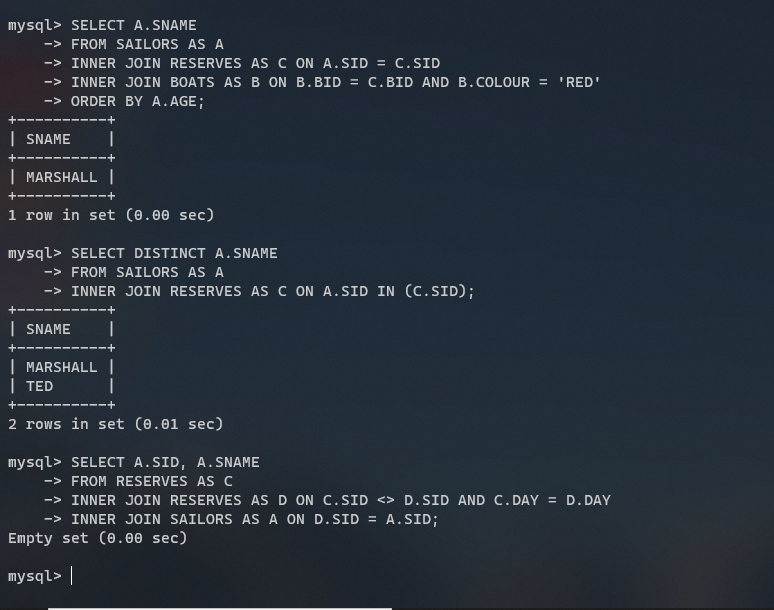 mysql> SELECT A.SNAME
    -> FROM SAILORS AS A
    -> INNER JOIN RESERVES AS C ON A.SID = C.SID
    -> INNER JOIN BOATS AS B ON B.BID = C.BID AND B.COLOUR = 'RED'
    -> ORDER BY A.AGE;
+----------+
| SNAME    |
+----------+
| MARSHALL |
+----------+
1 row in set (0.00 sec)

mysql> SELECT DISTINCT A.SNAME
    -> FROM SAILORS AS A
    -> INNER JOIN RESERVES AS C ON A.SID IN (C.SID);
+----------+
| SNAME    |
+----------+
| MARSHALL |
| TED      |
+----------+
2 rows in set (0.01 sec)

mysql> SELECT A.SID, A.SNAME
    -> FROM RESERVES AS C
    -> INNER JOIN RESERVES AS D ON C.SID <> D.SID AND C.DAY = D.DAY
    -> INNER JOIN SAILORS AS A ON D.SID = A.SID;
Empty set (0.00 sec)

mysql>